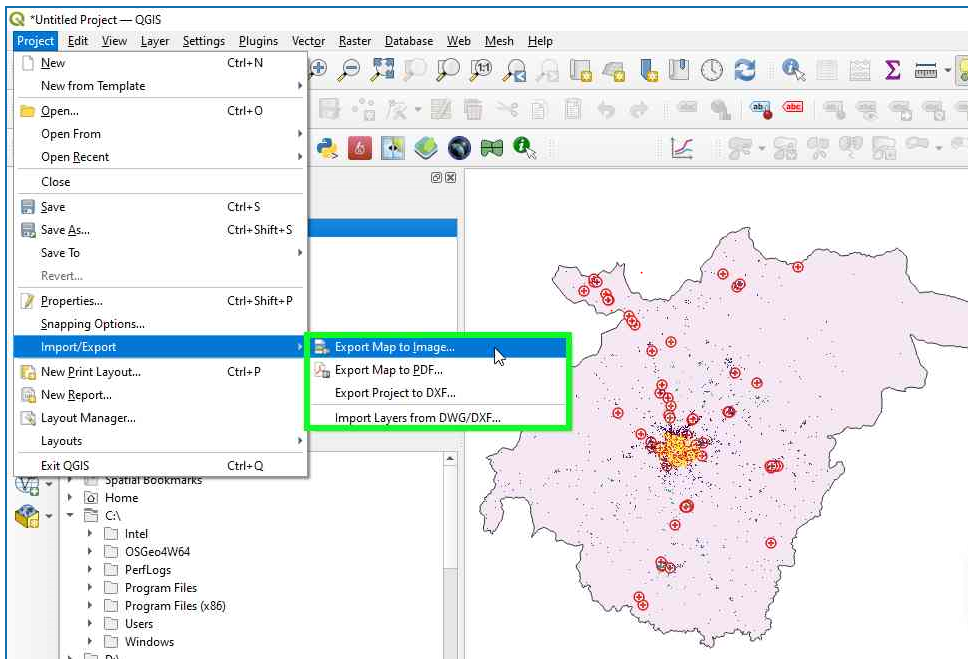 *Untitled Project — QGIS
Project Edit View Layer Settings Plugins Vector Raster Database Web Mesh Help
New Ctrl+N
New from Template
Open... Ctrl+O
Open From
Open Recent
Close
Save Ctrl+S
Save As... Ctrl+Shift+S
Save To
Revert...
Properties... Ctrl+Shift+P
Snapping Options...
Import/Export
Export Map to Image...
New Print Layout... Ctrl+P
Export Map to PDF...
New Report...
Export Project to DXF...
Layout Manager...
Import Layers from DWG/DXF...
Layouts
Exit QGIS Ctrl+Q
Spatial Bookmarks
Home
C:\
Intel
OSGeo4W64
PerfLogs
Program Files
Program Files (x86)
Users
Windows
1:1
abc
abc